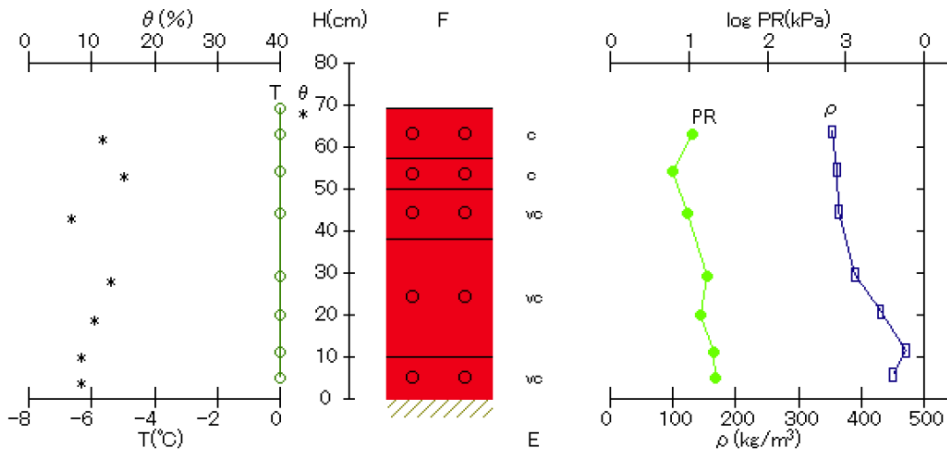 θ(%) H(cm) F log PR(kPa)
0 10 20 30 40 0 1 2 3 0
80
T θ
70
PR ρ
60 c
50 c
40 vc
30
20 vc
10
0 vc
-8 -6 -4 -2 0 0 100 200 300 400 500
T(°C) E ρ(kg/m³)